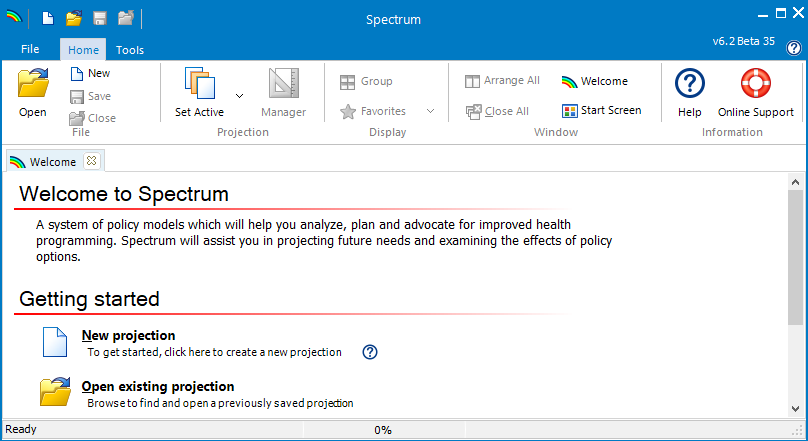 Spectrum
File Home Tools v6.2 Beta 35
Open New Save Close Set Active Manager Group Favorites Arrange All Close All Welcome Start Screen Help Online Support
File Projection Display Window Information
Welcome
Welcome to Spectrum
A system of policy models which will help you analyze, plan and advocate for improved health
programming. Spectrum will assist you in projecting future needs and examining the effects of policy
options.
Getting started
New projection
To get started, click here to create a new projection
Open existing projection
Browse to find and open a previously saved projection
Ready 0%